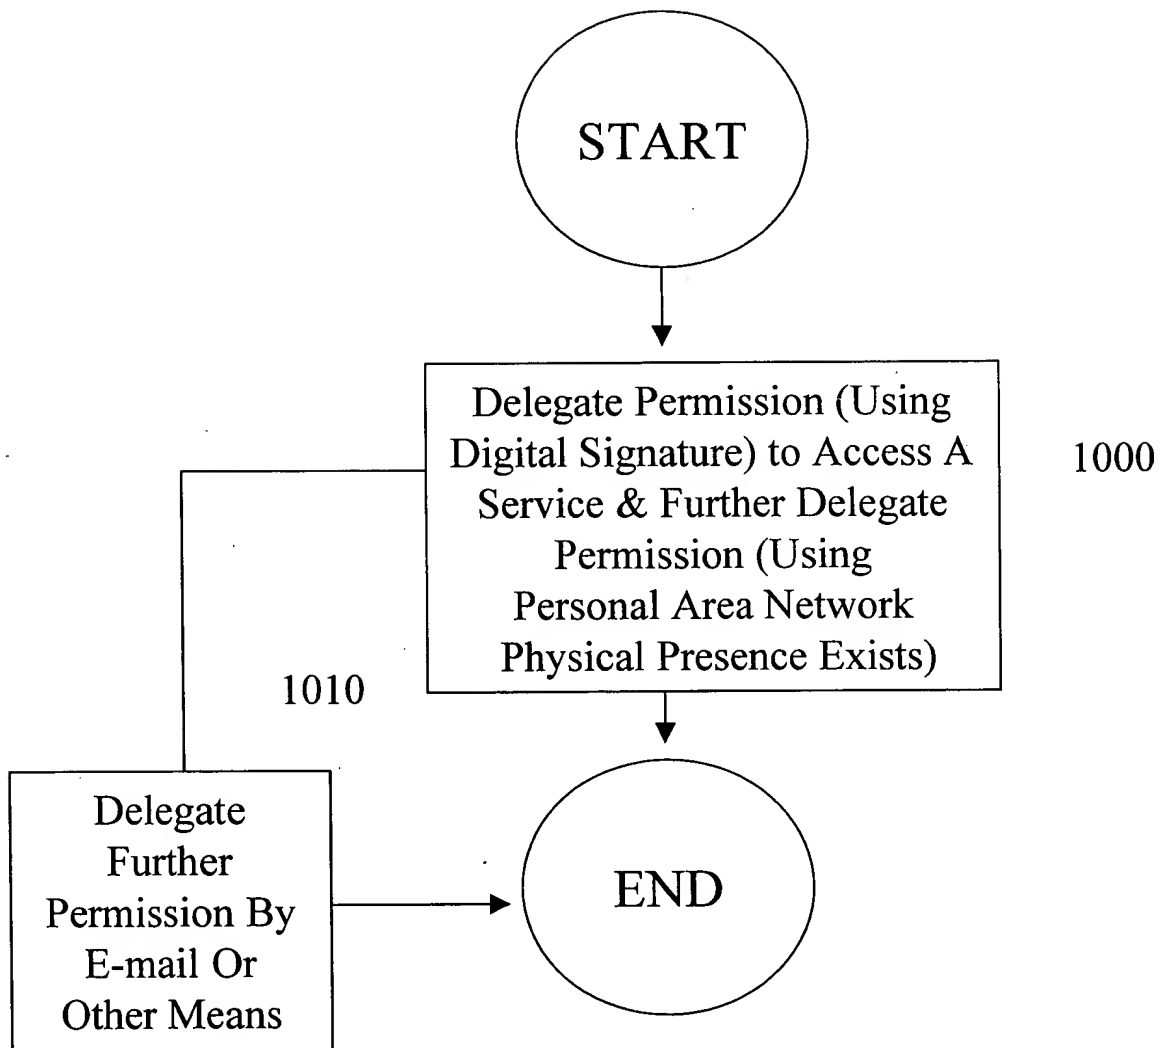 START
Delegate Permission (Using
Digital Signature) to Access A
Service & Further Delegate
Permission (Using
Personal Area Network
Physical Presence Exists)
1000
1010
Delegate
Further
Permission By
E-mail Or
Other Means
END